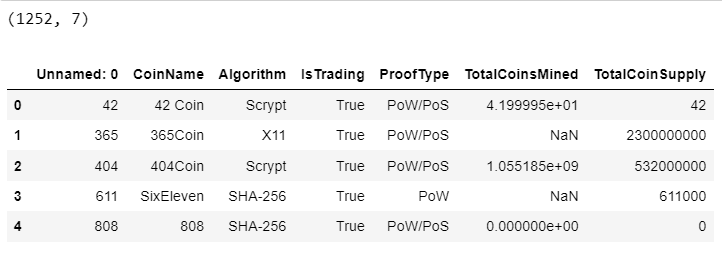 (1252, 7)
Unnamed: 0 CoinName Algorithm IsTrading ProofType TotalCoinsMined TotalCoinSupply
0 42 42 Coin Scrypt True PoW/PoS 4.199995e+01 42
1 365 365Coin X11 True PoW/PoS NaN 2300000000
2 404 404Coin Scrypt True PoW/PoS 1.055185e+09 532000000
3 611 SixEleven SHA-256 True PoW NaN 611000
4 808 808 SHA-256 True PoW/PoS 0.000000e+00 0